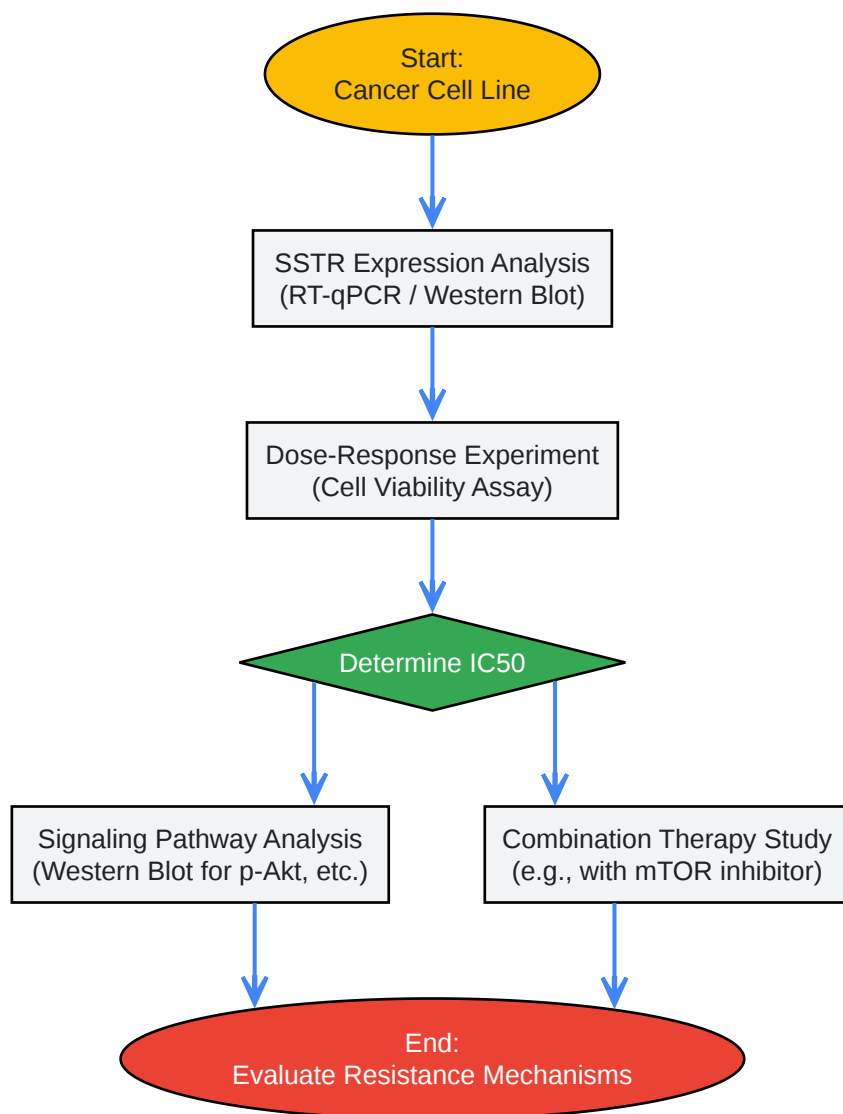 Start:
Cancer Cell Line
SSTR Expression Analysis
(RT-qPCR / Western Blot)
Dose-Response Experiment
(Cell Viability Assay)
Determine IC50
Signaling Pathway Analysis
(Western Blot for p-Akt, etc.)
Combination Therapy Study
(e.g., with mTOR inhibitor)
End:
Evaluate Resistance Mechanisms